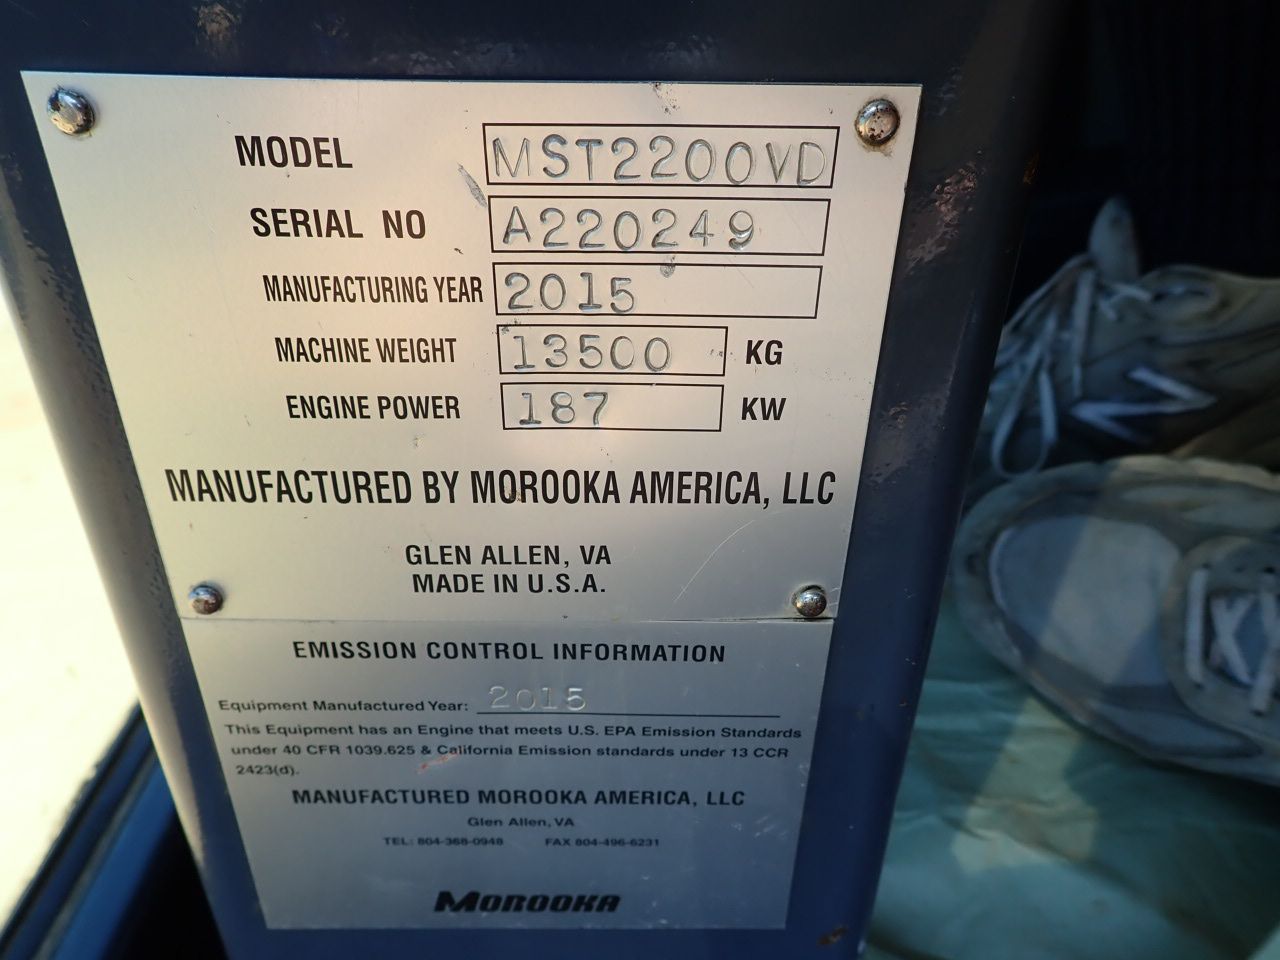 MODEL MST2200VD
SERIAL NO A220249
MANUFACTURING YEAR 2015
MACHINE WEIGHT 13500 KG
ENGINE POWER 187 KW
MANUFACTURED BY MOROOKA AMERICA, LLC
GLEN ALLEN, VA
MADE IN U.S.A.
EMISSION CONTROL INFORMATION
Equipment Manufactured Year: 2015
This Equipment has an Engine that meets U.S. EPA Emission Standards
under 40 CFR 1039.625 & California Emission standards under 13 CCR
2423(d).
MANUFACTURED MOROOKA AMERICA, LLC
Glen Allen, VA
TEL: 804-368-0948 FAX 804-496-6231
MOROOKA